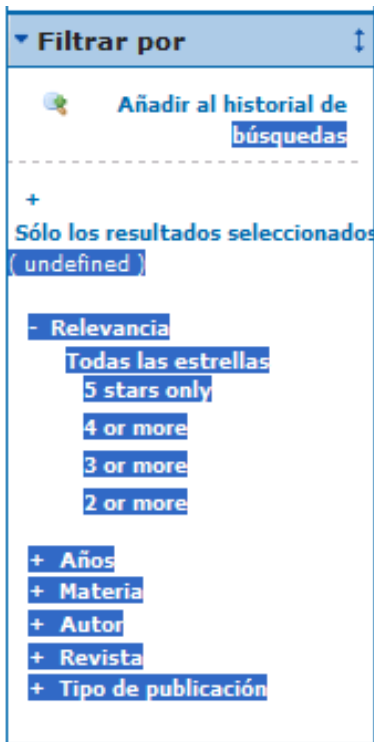 Filtrar por
Añadir al historial de
búsquedas
+
Sólo los resultados seleccionados
( undefined )
- Relevancia
Todas las estrellas
5 stars only
4 or more
3 or more
2 or more
+ Años
+ Materia
+ Autor
+ Revista
+ Tipo de publicación